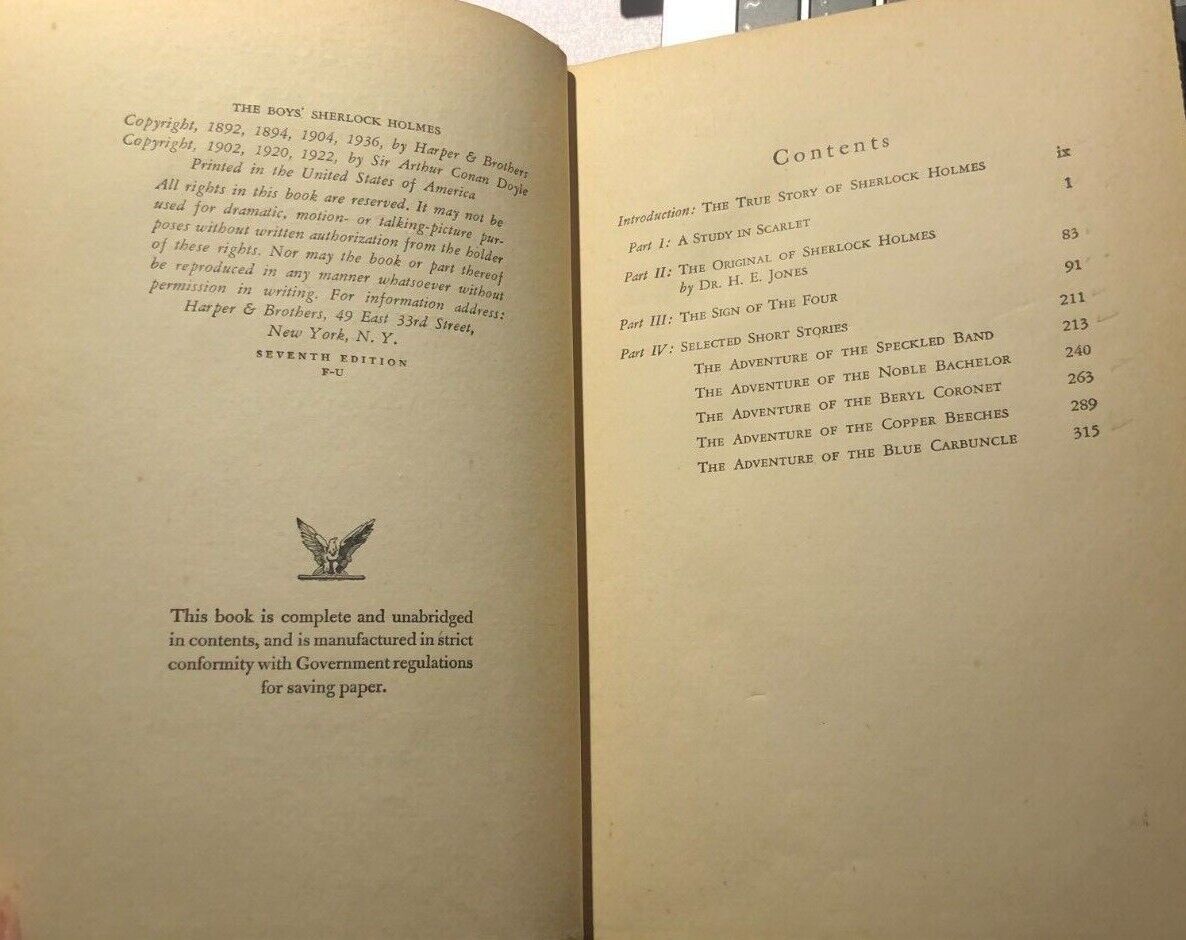 THE BOYS' SHERLOCK HOLMES
Copyright, 1892, 1894, 1904, 1936, by Harper & Brothers
Copyright, 1902, 1920, 1922, by Sir Arthur Conan Doyle
Printed in the United States of America
All rights in this book are reserved. It may not be
used for dramatic, motion- or talking-picture pur-
poses without written authorization from the holder
of these rights. Nor may the book or part thereof
be reproduced in any manner whatsoever without
permission in writing. For information address:
Harper & Brothers, 49 East 33rd Street,
New York, N. Y.
SEVENTH EDITION
F-U
This book is complete and unabridged
in contents, and is manufactured in strict
conformity with Government regulations
for saving paper.
Contents
Introduction: THE TRUE STORY OF SHERLOCK HOLMES ix
Part I: A STUDY IN SCARLET 1
Part II: THE ORIGINAL OF SHERLOCK HOLMES
by DR. H. E. JONES 83
Part III: THE SIGN OF THE FOUR 91
Part IV: SELECTED SHORT STORIES 211
THE ADVENTURE OF THE SPECKLED BAND 213
THE ADVENTURE OF THE NOBLE BACHELOR 240
THE ADVENTURE OF THE BERYL CORONET 263
THE ADVENTURE OF THE COPPER BEECHES 289
THE ADVENTURE OF THE BLUE CARBUNCLE 315